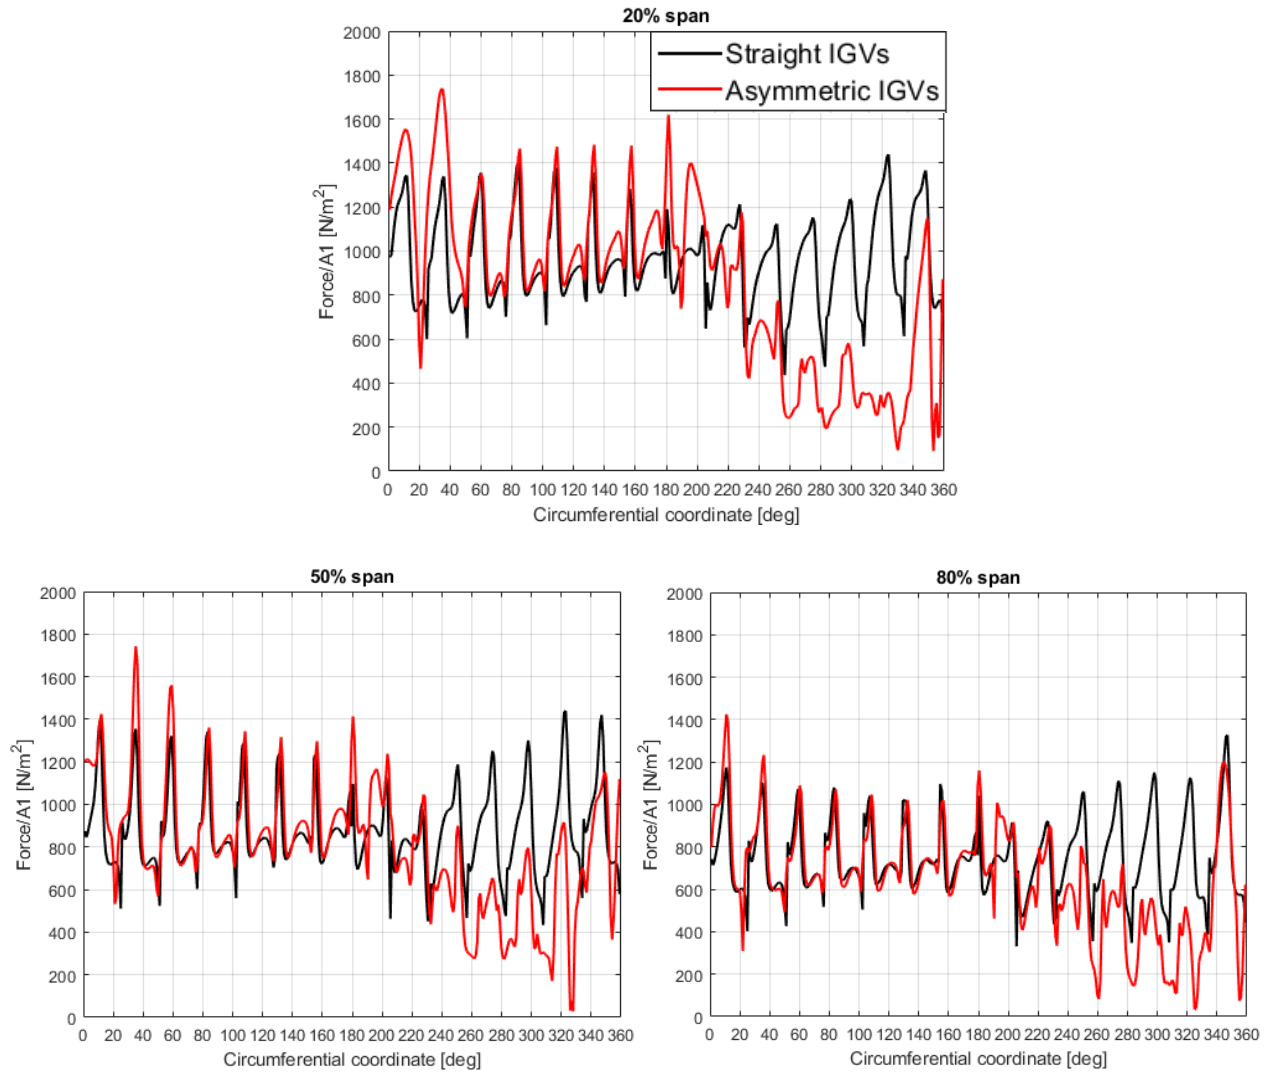 20% span
2000
1800
1600
1400
1200
1000
800
600
400
200
0
Force/A1 [N/m²]
Straight IGVs
Asymmetric IGVs
0 20 40 60 80 100 120 140 160 180 200 220 240 260 280 300 320 340 360
Circumferential coordinate [deg]
50% span
2000
1800
1600
1400
1200
1000
800
600
400
200
0
Force/A1 [N/m²]
0 20 40 60 80 100 120 140 160 180 200 220 240 260 280 300 320 340 360
Circumferential coordinate [deg]
80% span
2000
1800
1600
1400
1200
1000
800
600
400
200
0
Force/A1 [N/m²]
0 20 40 60 80 100 120 140 160 180 200 220 240 260 280 300 320 340 360
Circumferential coordinate [deg]